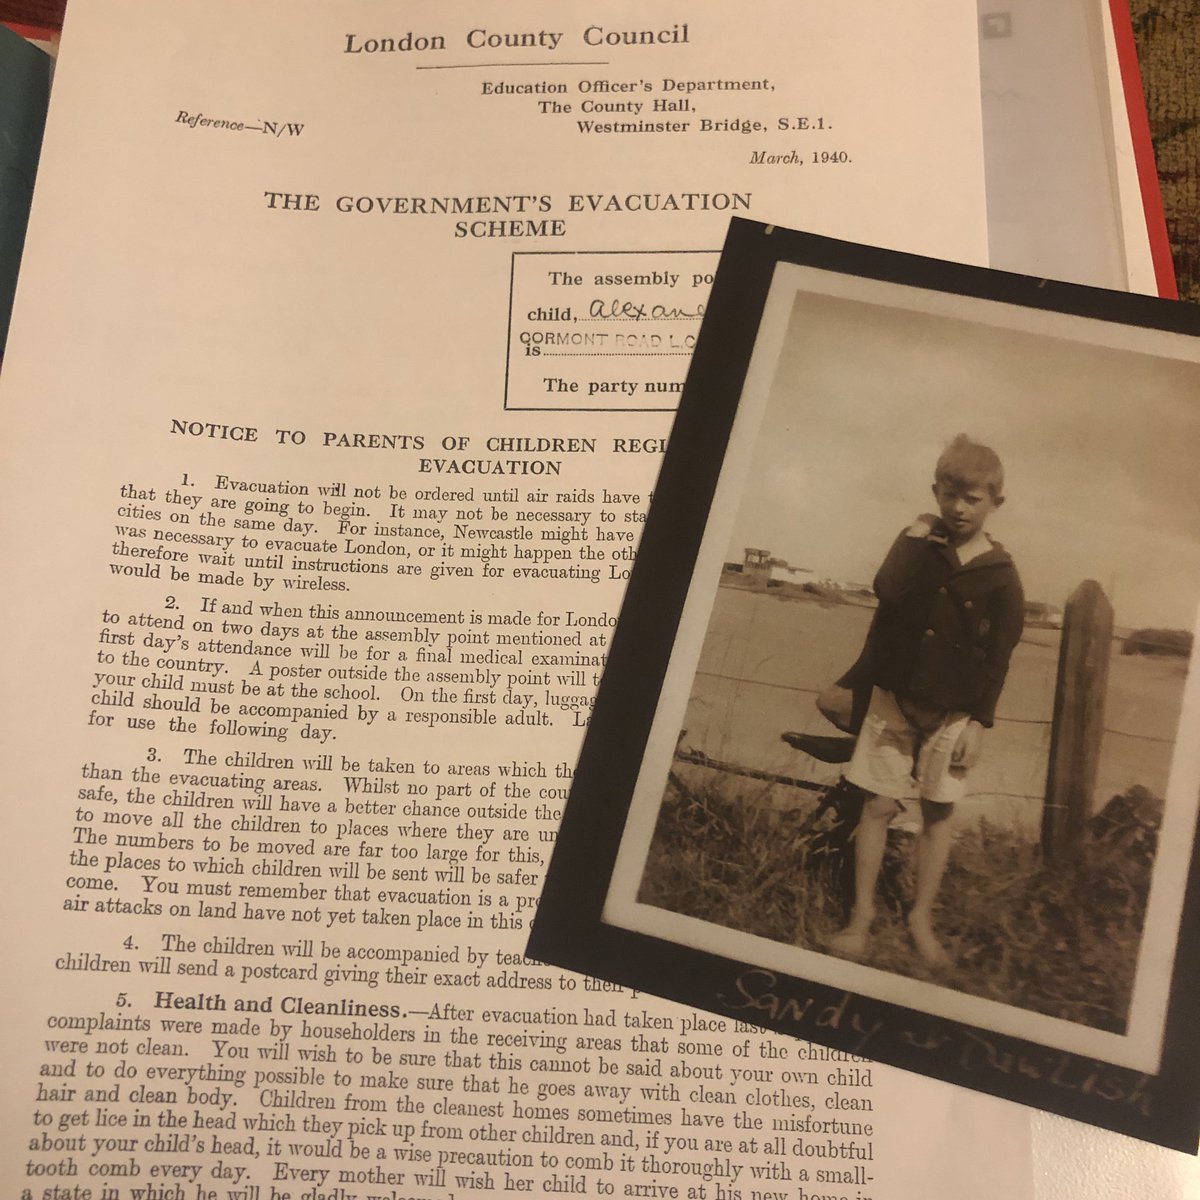 London County Council
Education Officer's Department,
The County Hall,
Reference—N/W
Westminster Bridge, S.E.1.
March, 1940.
THE GOVERNMENT'S EVACUATION
SCHEME
The assembly po
child, Alexan
CORMONT ROAD L.C
is
The party num
NOTICE TO PARENTS OF CHILDREN REGI
EVACUATION
1. Evacuation will not be ordered until air raids have
that they are going to begin. It may not be necessary to sta
cities on the same day. For instance, Newcastle might have
was necessary to evacuate London, or it might happen the oth
therefore wait until instructions are given for evacuating Lo
would be made by wireless.
2. If and when this announcement is made for Londo
to attend on two days at the assembly point mentioned at
first day's attendance will be for a final medical examinat
to the country. A poster outside the assembly point will t
your child must be at the school. On the first day, luggag
child should be accompanied by a responsible adult. L
for use the following day.
3. The children will be taken to areas which th
than the evacuating areas. Whilst no part of the cou
safe, the children will have a better chance outside the
to move all the children to places where they are un
The numbers to be moved are far too large for this,
the places to which children will be sent will be safer
come. You must remember that evacuation is a pr
air attacks on land have not yet taken place in this
4. The children will be accompanied by teac
children will send a postcard giving their exact address to their p
5. Health and Cleanliness.—After evacuation had taken place last
complaints were made by householders in the receiving areas that some of the children
were not clean. You will wish to be sure that this cannot be said about your own child
and to do everything possible to make sure that he goes away with clean clothes, clean
hair and clean body. Children from the cleanest homes sometimes have the misfortune
to get lice in the head which they pick up from other children and, if you are at all doubtful
about your child's head, it would be a wise precaution to comb it thoroughly with a small-
tooth comb every day. Every mother will wish her child to arrive at his new home in
a state in which he will be gladly
Sandy